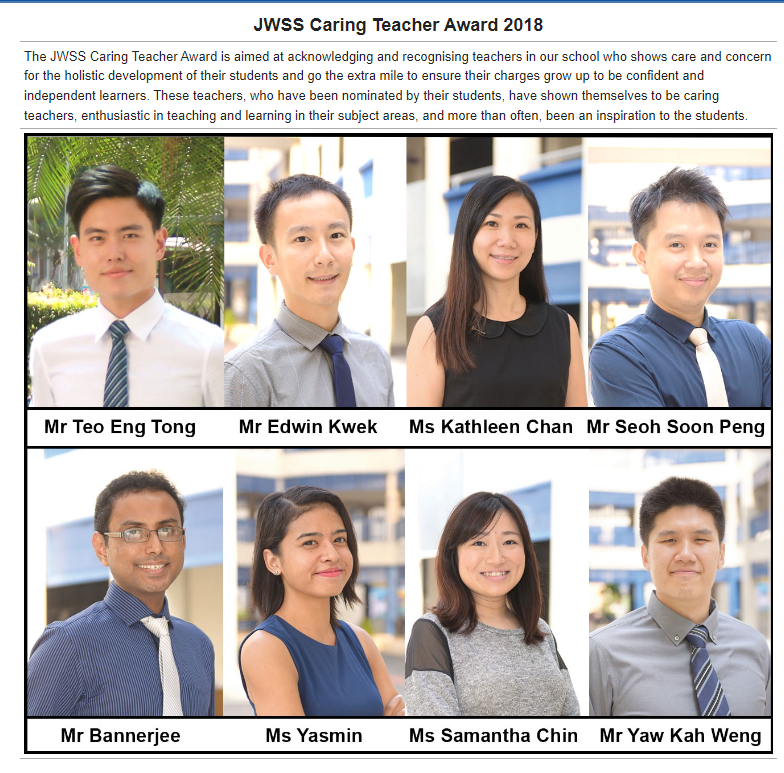 JWSS Caring Teacher Award 2018
The JWSS Caring Teacher Award is aimed at acknowledging and recognising teachers in our school who shows care and concern
for the holistic development of their students and go the extra mile to ensure their charges grow up to be confident and
independent learners. These teachers, who have been nominated by their students, have shown themselves to be caring
teachers, enthusiastic in teaching and learning in their subject areas, and more than often, been an inspiration to the students.
Mr Teo Eng Tong
Mr Edwin Kwek
Ms Kathleen Chan
Mr Seoh Soon Peng
Mr Bannerjee
Ms Yasmin
Ms Samantha Chin
Mr Yaw Kah Weng